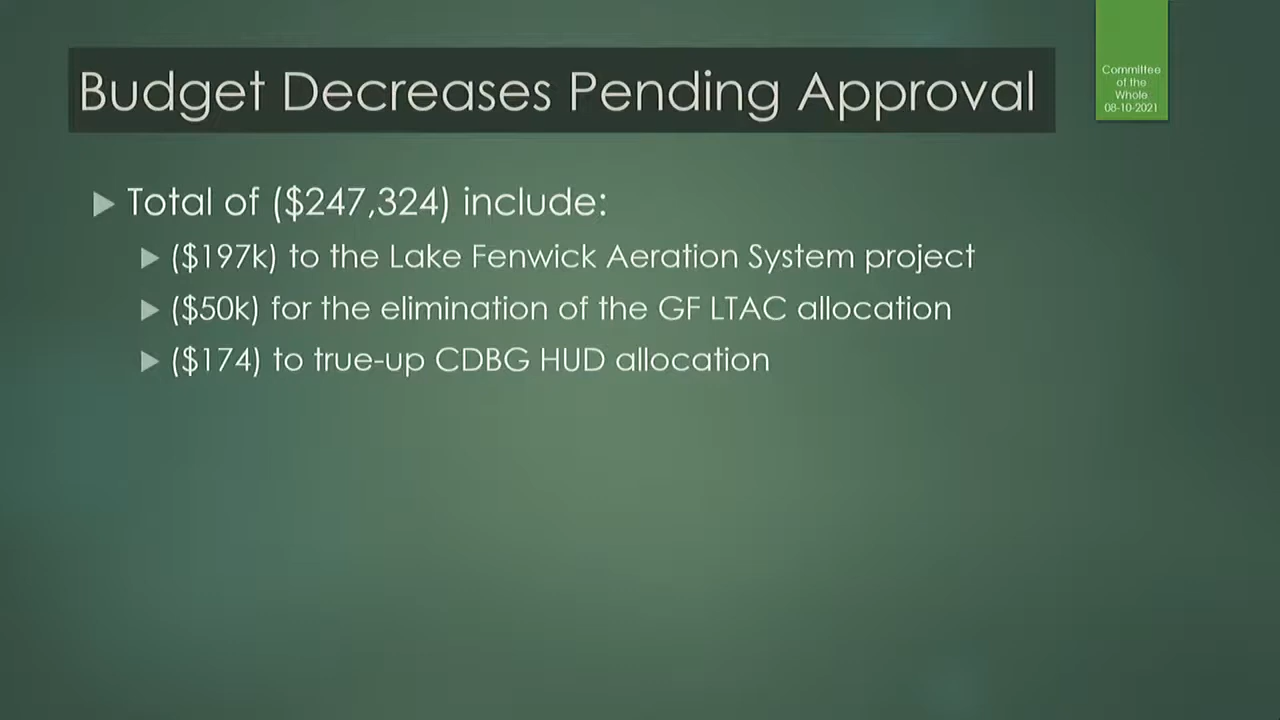 Budget Decreases Pending Approval
Committee
of the
Whole
08-10-2021
Total of ($247,324) include:
($197k) to the Lake Fenwick Aeration System project
($50k) for the elimination of the GF LTAC allocation
($174) to true-up CDBG HUD allocation